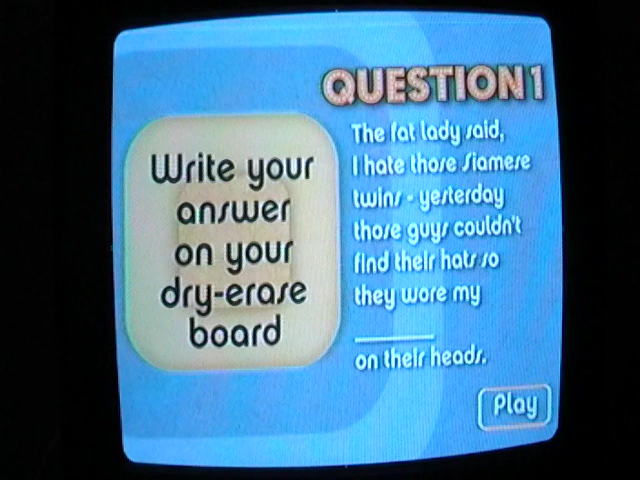 QUESTION 1
Write your
answer
on your
dry-erase
board
The fat lady said,
I hate those Siamese
twins - yesterday
those guys couldn't
find their hats so
they wore my
__________
on their heads.
Play